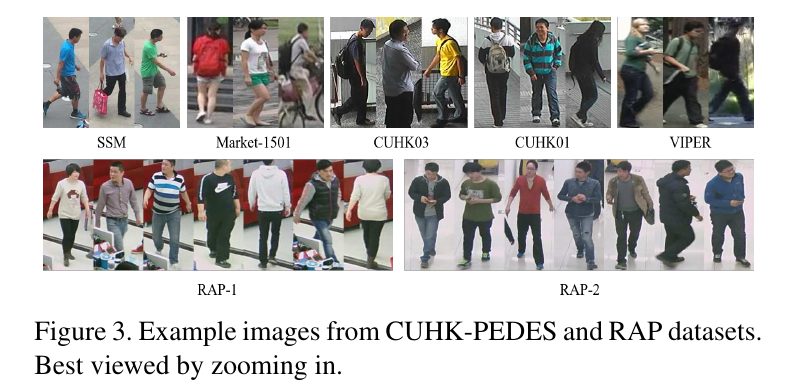 SSM
Market-1501
CUHK03
CUHK01
VIPER
RAP-1
RAP-2
Figure 3. Example images from CUHK-PEDES and RAP datasets.
Best viewed by zooming in.